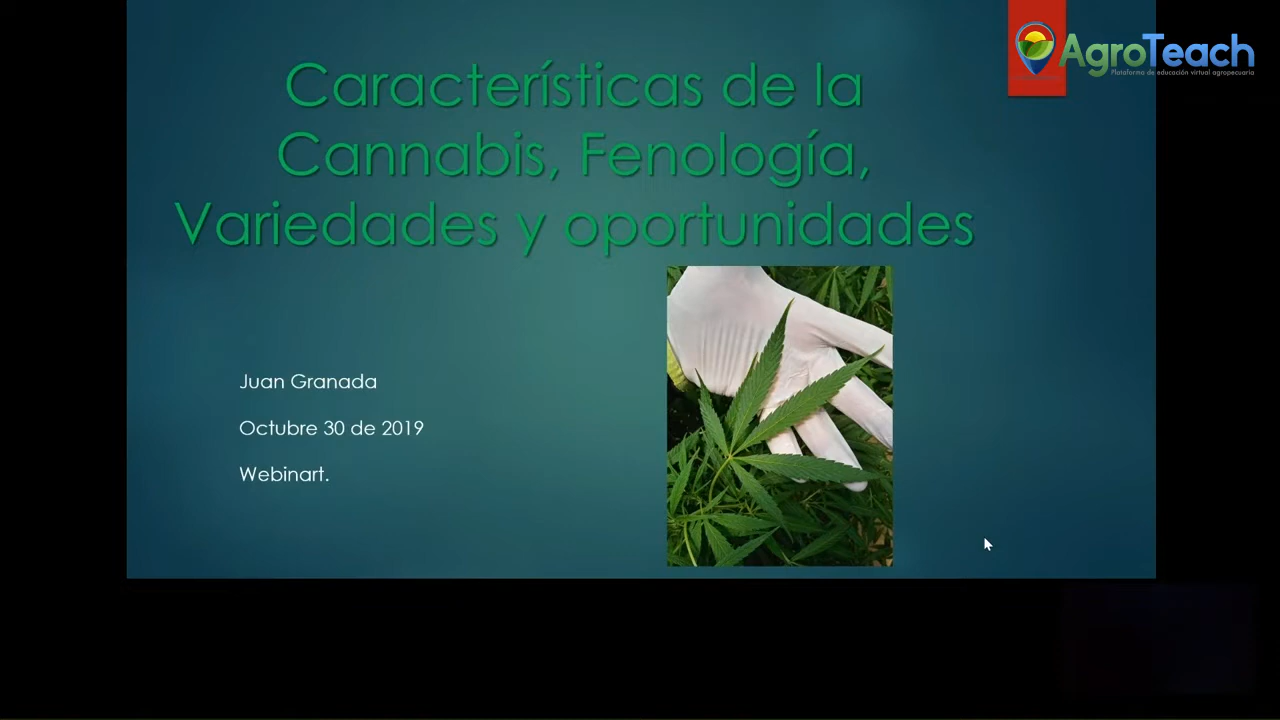 Características de la
Cannabis, Fenología,
Variedades y oportunidades
AgroTeach
Plataforma de educación virtual agropecuaria
Juan Granada
Octubre 30 de 2019
Webinart.